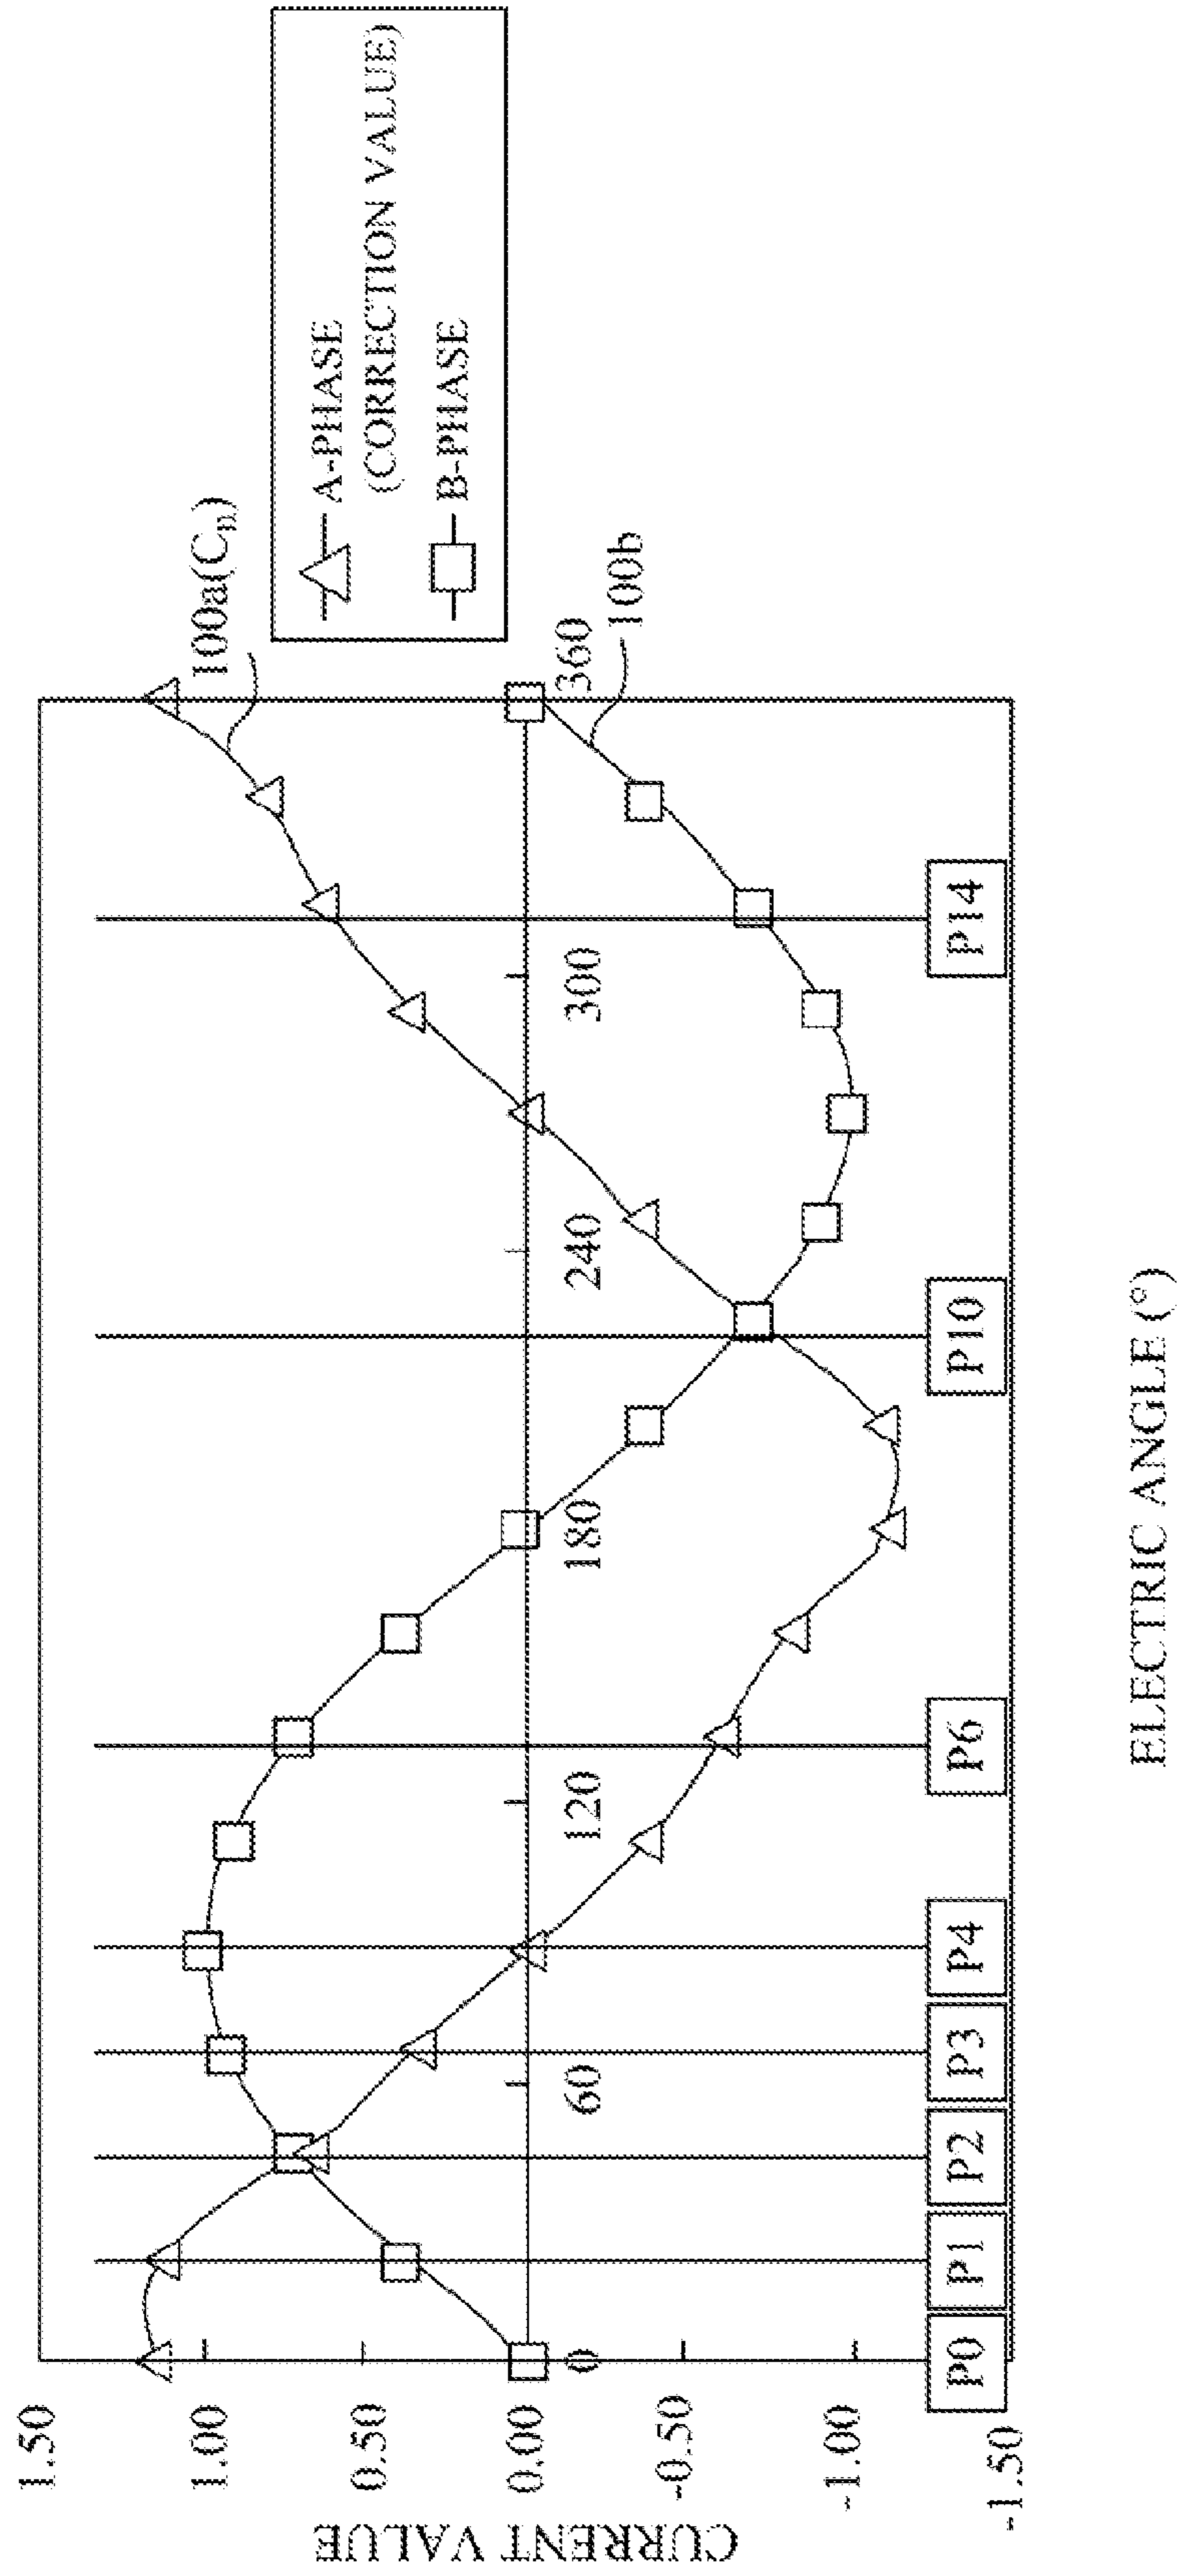 CURRENT VALUE
1.50
1.00
0.50
0.00
-0.50
-1.00
-1.50
0
60
120
180
240
300
360
P0
P1
P2
P3
P4
P6
P10
P14
ELECTRIC ANGLE (°)
100a(Cn)
100b
A-PHASE
(CORRECTION VALUE)
B-PHASE